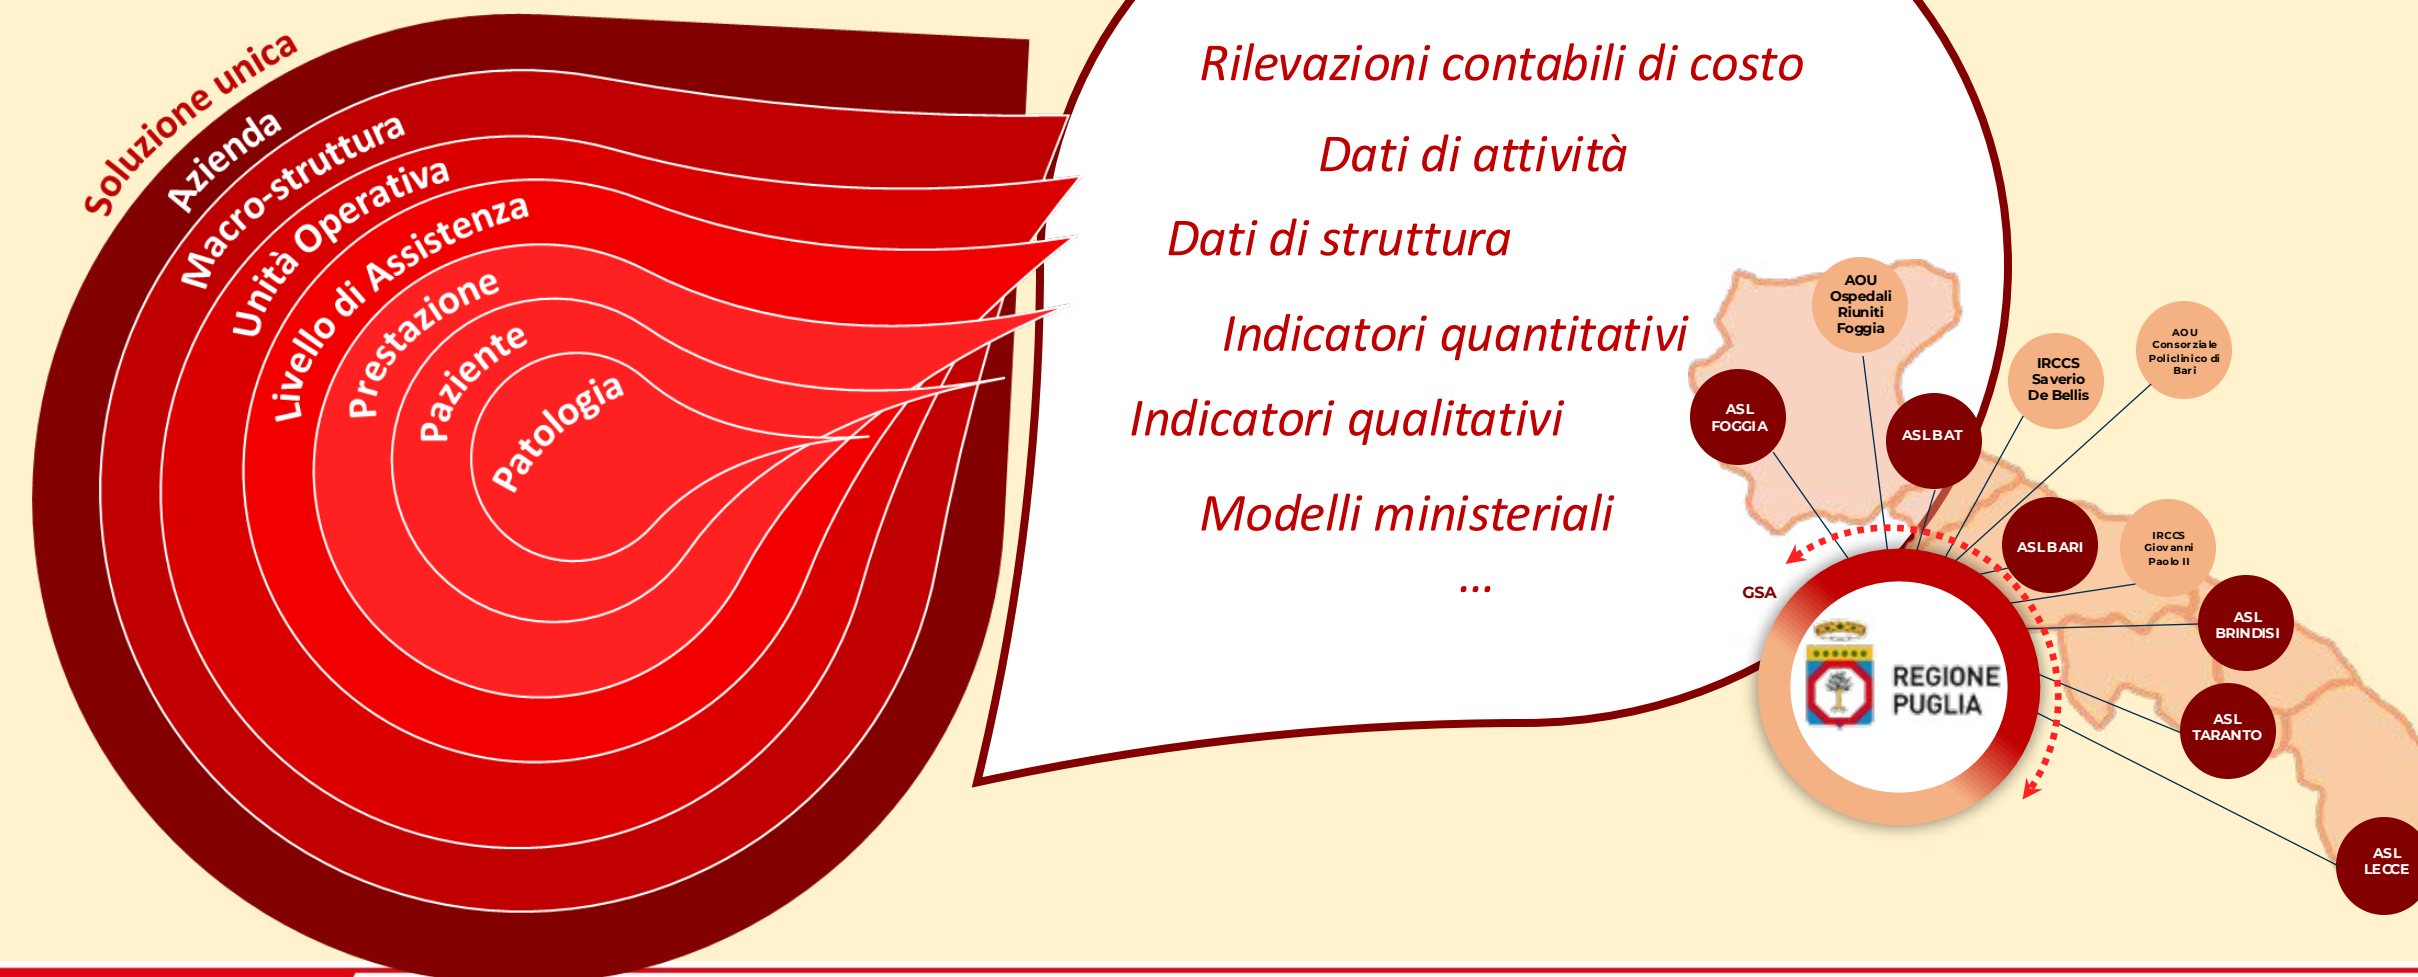 Soluzione unica
Azienda
Macro-struttura
Unità Operativa
Livello di Assistenza
Prestazione
Paziente
Patologia
Rilevazioni contabili di costo
Dati di attività
Dati di struttura
Indicatori quantitativi
Indicatori qualitativi
Modelli ministeriali
...
AOU
Ospedali
Riuniti
Foggia
ASL
FOGGIA
ASL BAT
IRCCS
Saverio
De Bellis
AOU
Consorziale
Policlinico di
Bari
ASL BARI
IRCCS
Giovanni
Paolo II
ASL
BRINDISI
ASL
TARANTO
ASL
LECCE
GSA
REGIONE
PUGLIA